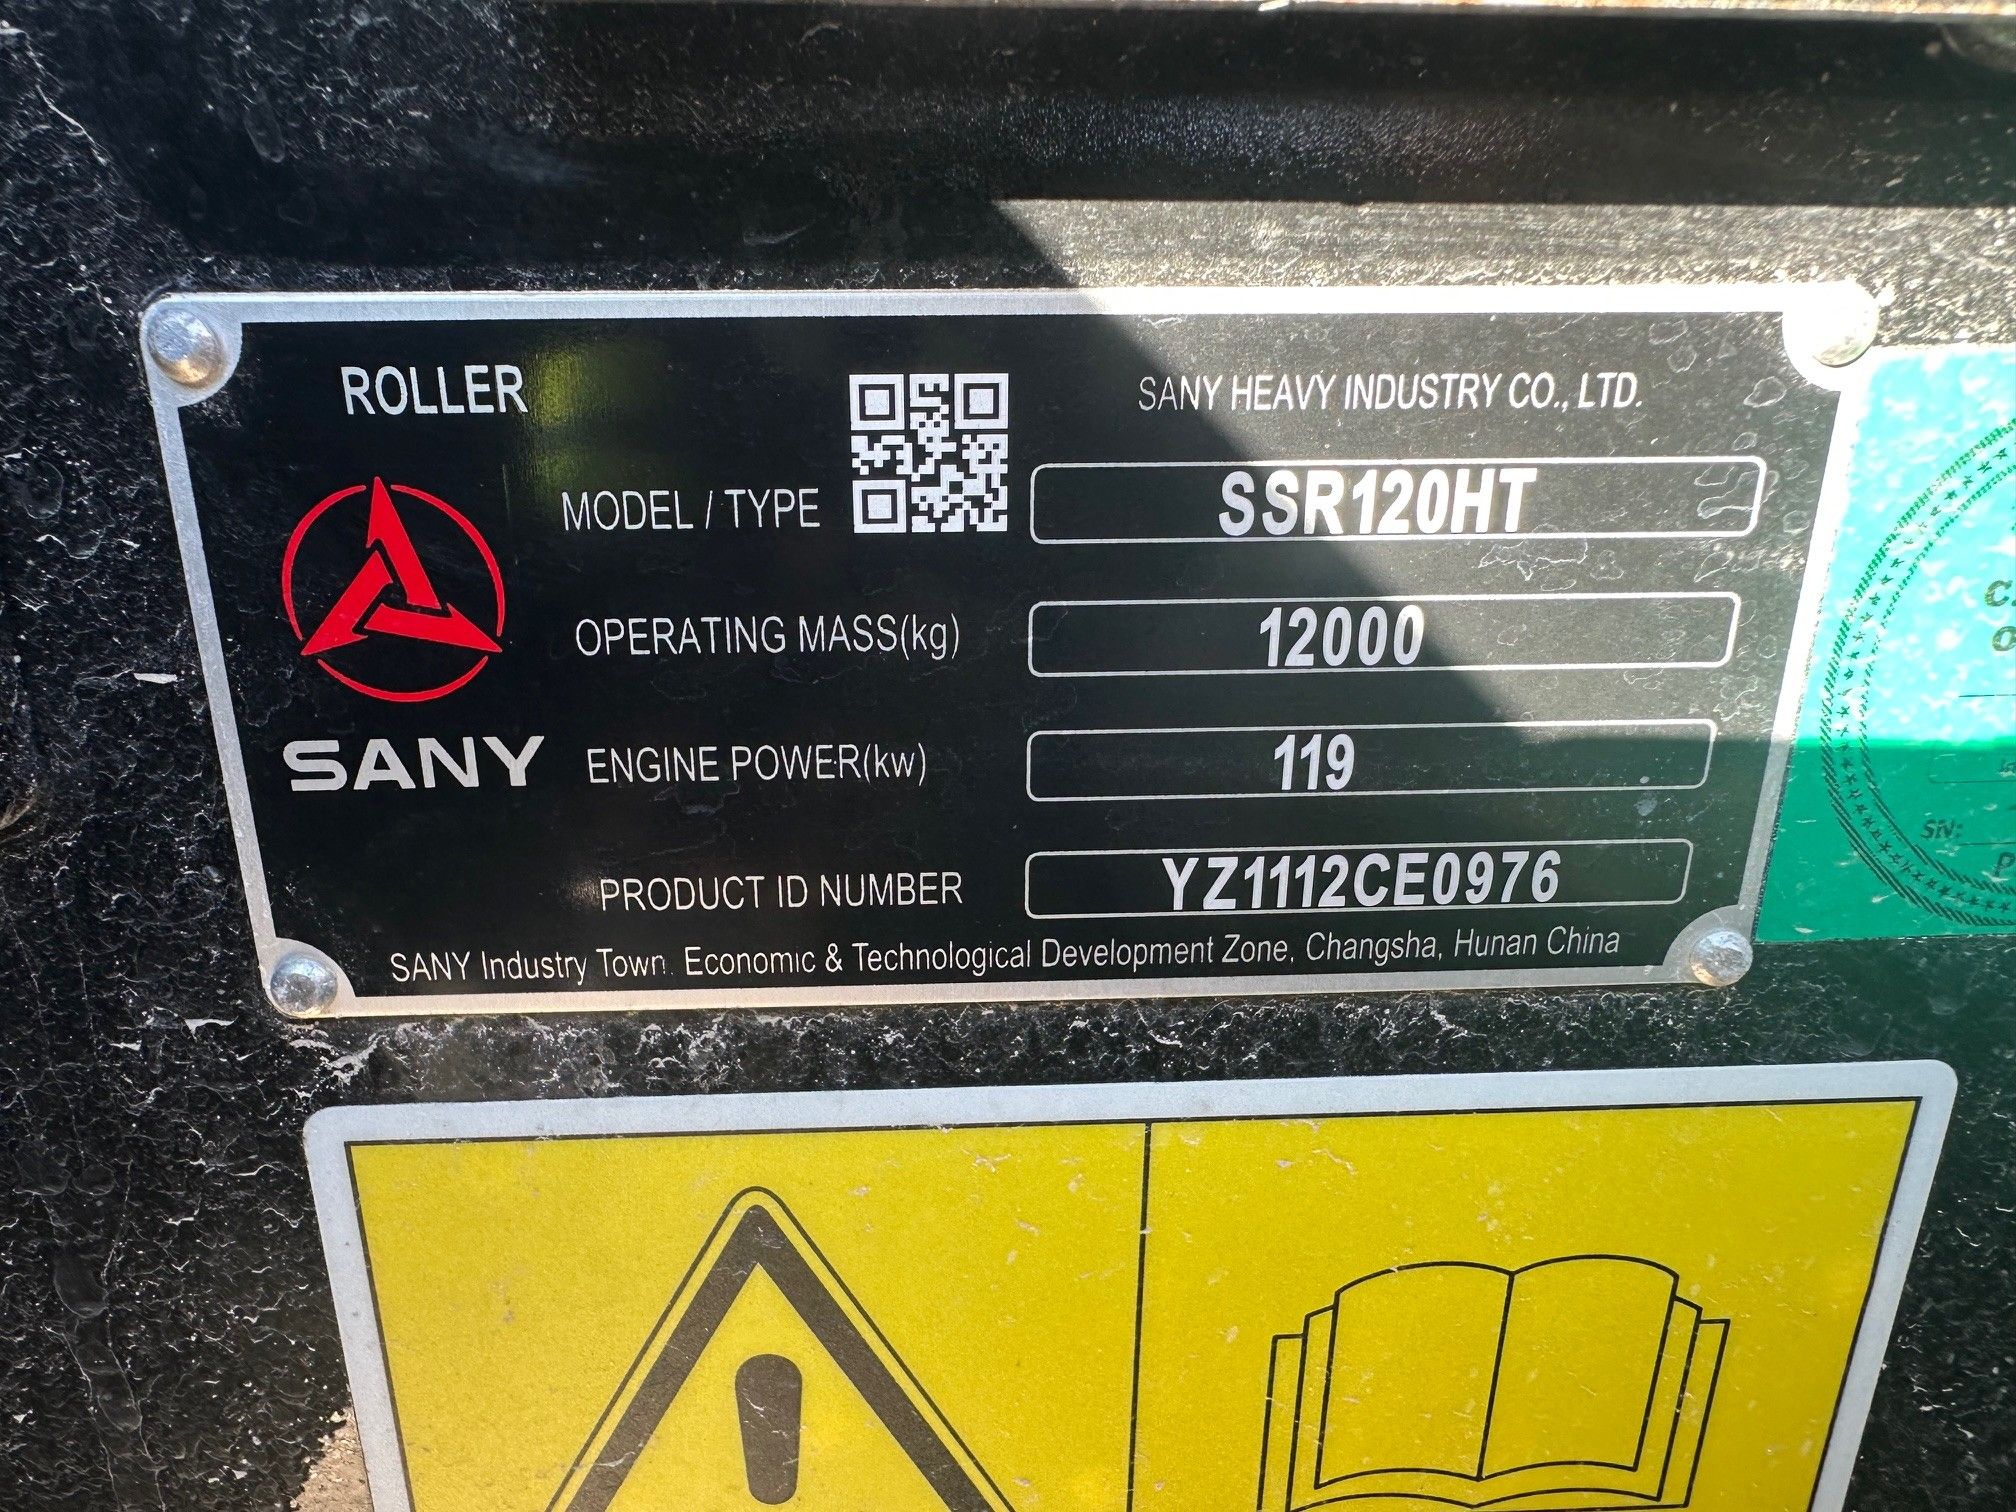 ROLLER
SANY HEAVY INDUSTRY CO., LTD.
MODEL / TYPE SSR120HT
OPERATING MASS(kg) 12000
SANY
ENGINE POWER(kw) 119
PRODUCT ID NUMBER YZ1112CE0976
SANY Industry Town. Economic & Technological Development Zone, Changsha, Hunan China
SN: